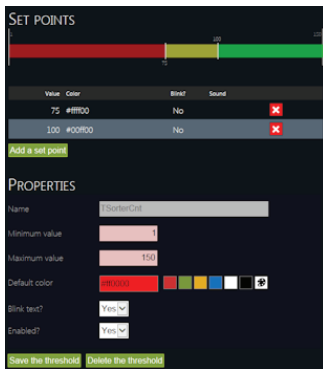 SET POINTS
100
75
Value Color Blink? Sound
75 #ffff00 No
100 #00ff00 No
Add a set point
PROPERTIES
Name TSorterCnt
Minimum value 1
Maximum value 150
Default color #ff0000
Blink text? Yes
Enabled? Yes
Save the threshold Delete the threshold